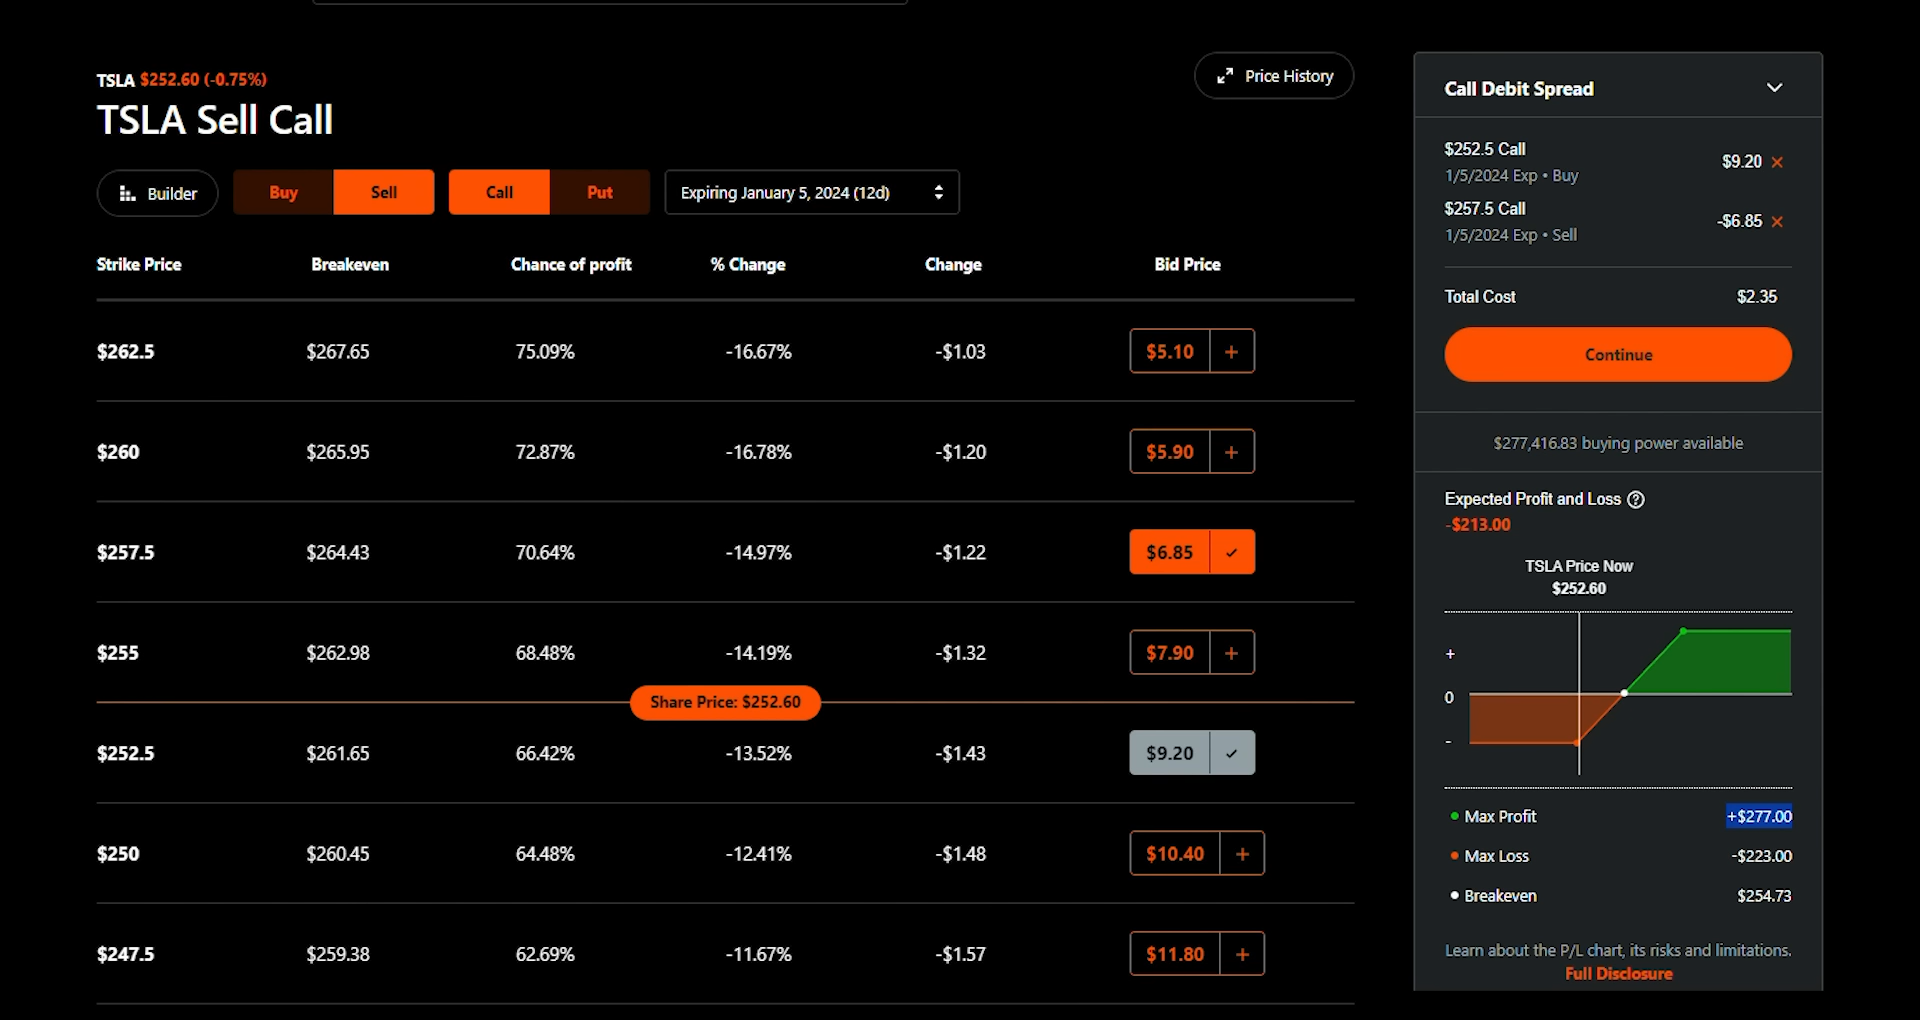 TSLA $252.60 (-0.75%)
TSLA Sell Call
Price History
Builder
Buy Sell Call Put Expiring January 5, 2024 (12d)
Strike Price Breakeven Chance of profit % Change Change Bid Price
$262.5 $267.65 75.09% -16.67% -$1.03 $5.10 +
$260 $265.95 72.87% -16.78% -$1.20 $5.90 +
$257.5 $264.43 70.64% -14.97% -$1.22 $6.85 ✓
$255 $262.98 68.48% -14.19% -$1.32 $7.90 +
Share Price: $252.60
$252.5 $261.65 66.42% -13.52% -$1.43 $9.20 ✓
$250 $260.45 64.48% -12.41% -$1.48 $10.40 +
$247.5 $259.38 62.69% -11.67% -$1.57 $11.80 +
Call Debit Spread
$252.5 Call $9.20 ×
1/5/2024 Exp • Buy
$257.5 Call -$6.85 ×
1/5/2024 Exp • Sell
Total Cost $2.35
Continue
$277,416.83 buying power available
Expected Profit and Loss ?
-$213.00
TSLA Price Now
$252.60
+
0
-
Max Profit +$277.00
Max Loss -$223.00
Breakeven $254.73
Learn about the P/L chart, its risks and limitations.
Full Disclosure